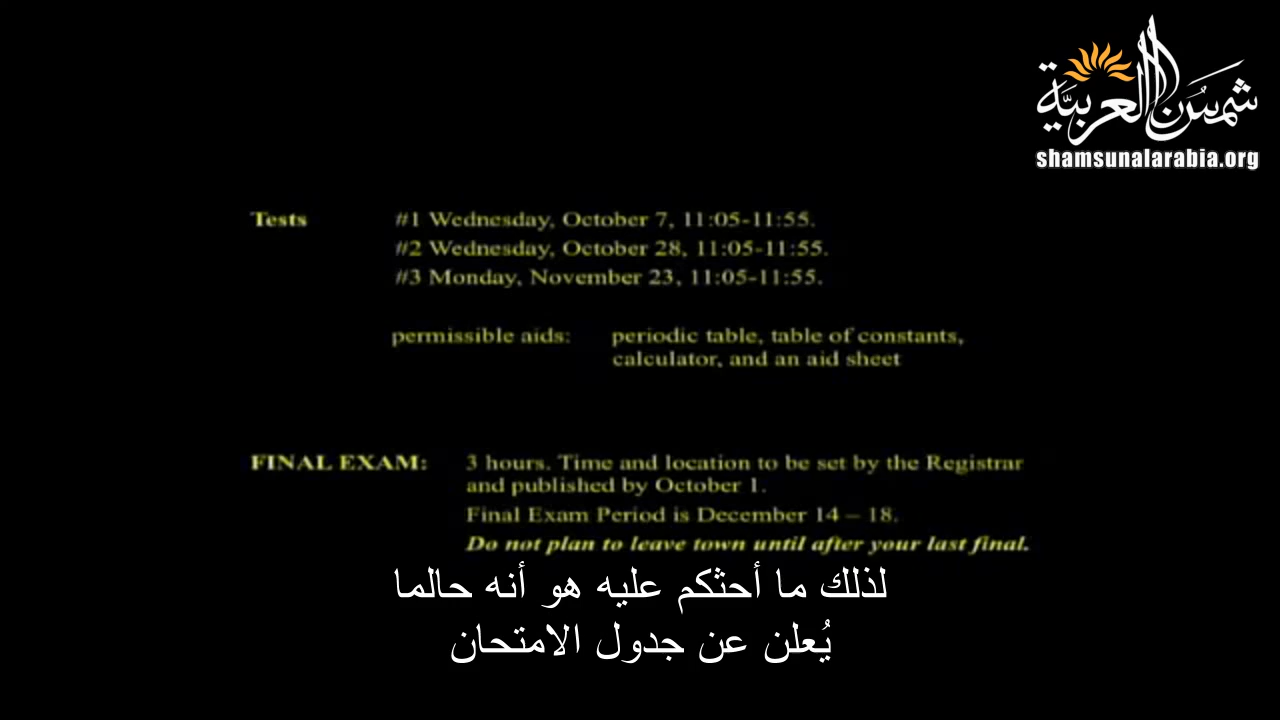 شمس العربية
shamsunalarabia.org
Tests #1 Wednesday, October 7, 11:05-11:55.
#2 Wednesday, October 28, 11:05-11:55.
#3 Monday, November 23, 11:05-11:55.
permissible aids: periodic table, table of constants,
calculator, and an aid sheet
FINAL EXAM: 3 hours. Time and location to be set by the Registrar
and published by October 1.
Final Exam Period is December 14 – 18.
Do not plan to leave town until after your last final.
لذلك ما أحثكم عليه هو أنه حالما
يُعلن عن جدول الامتحان